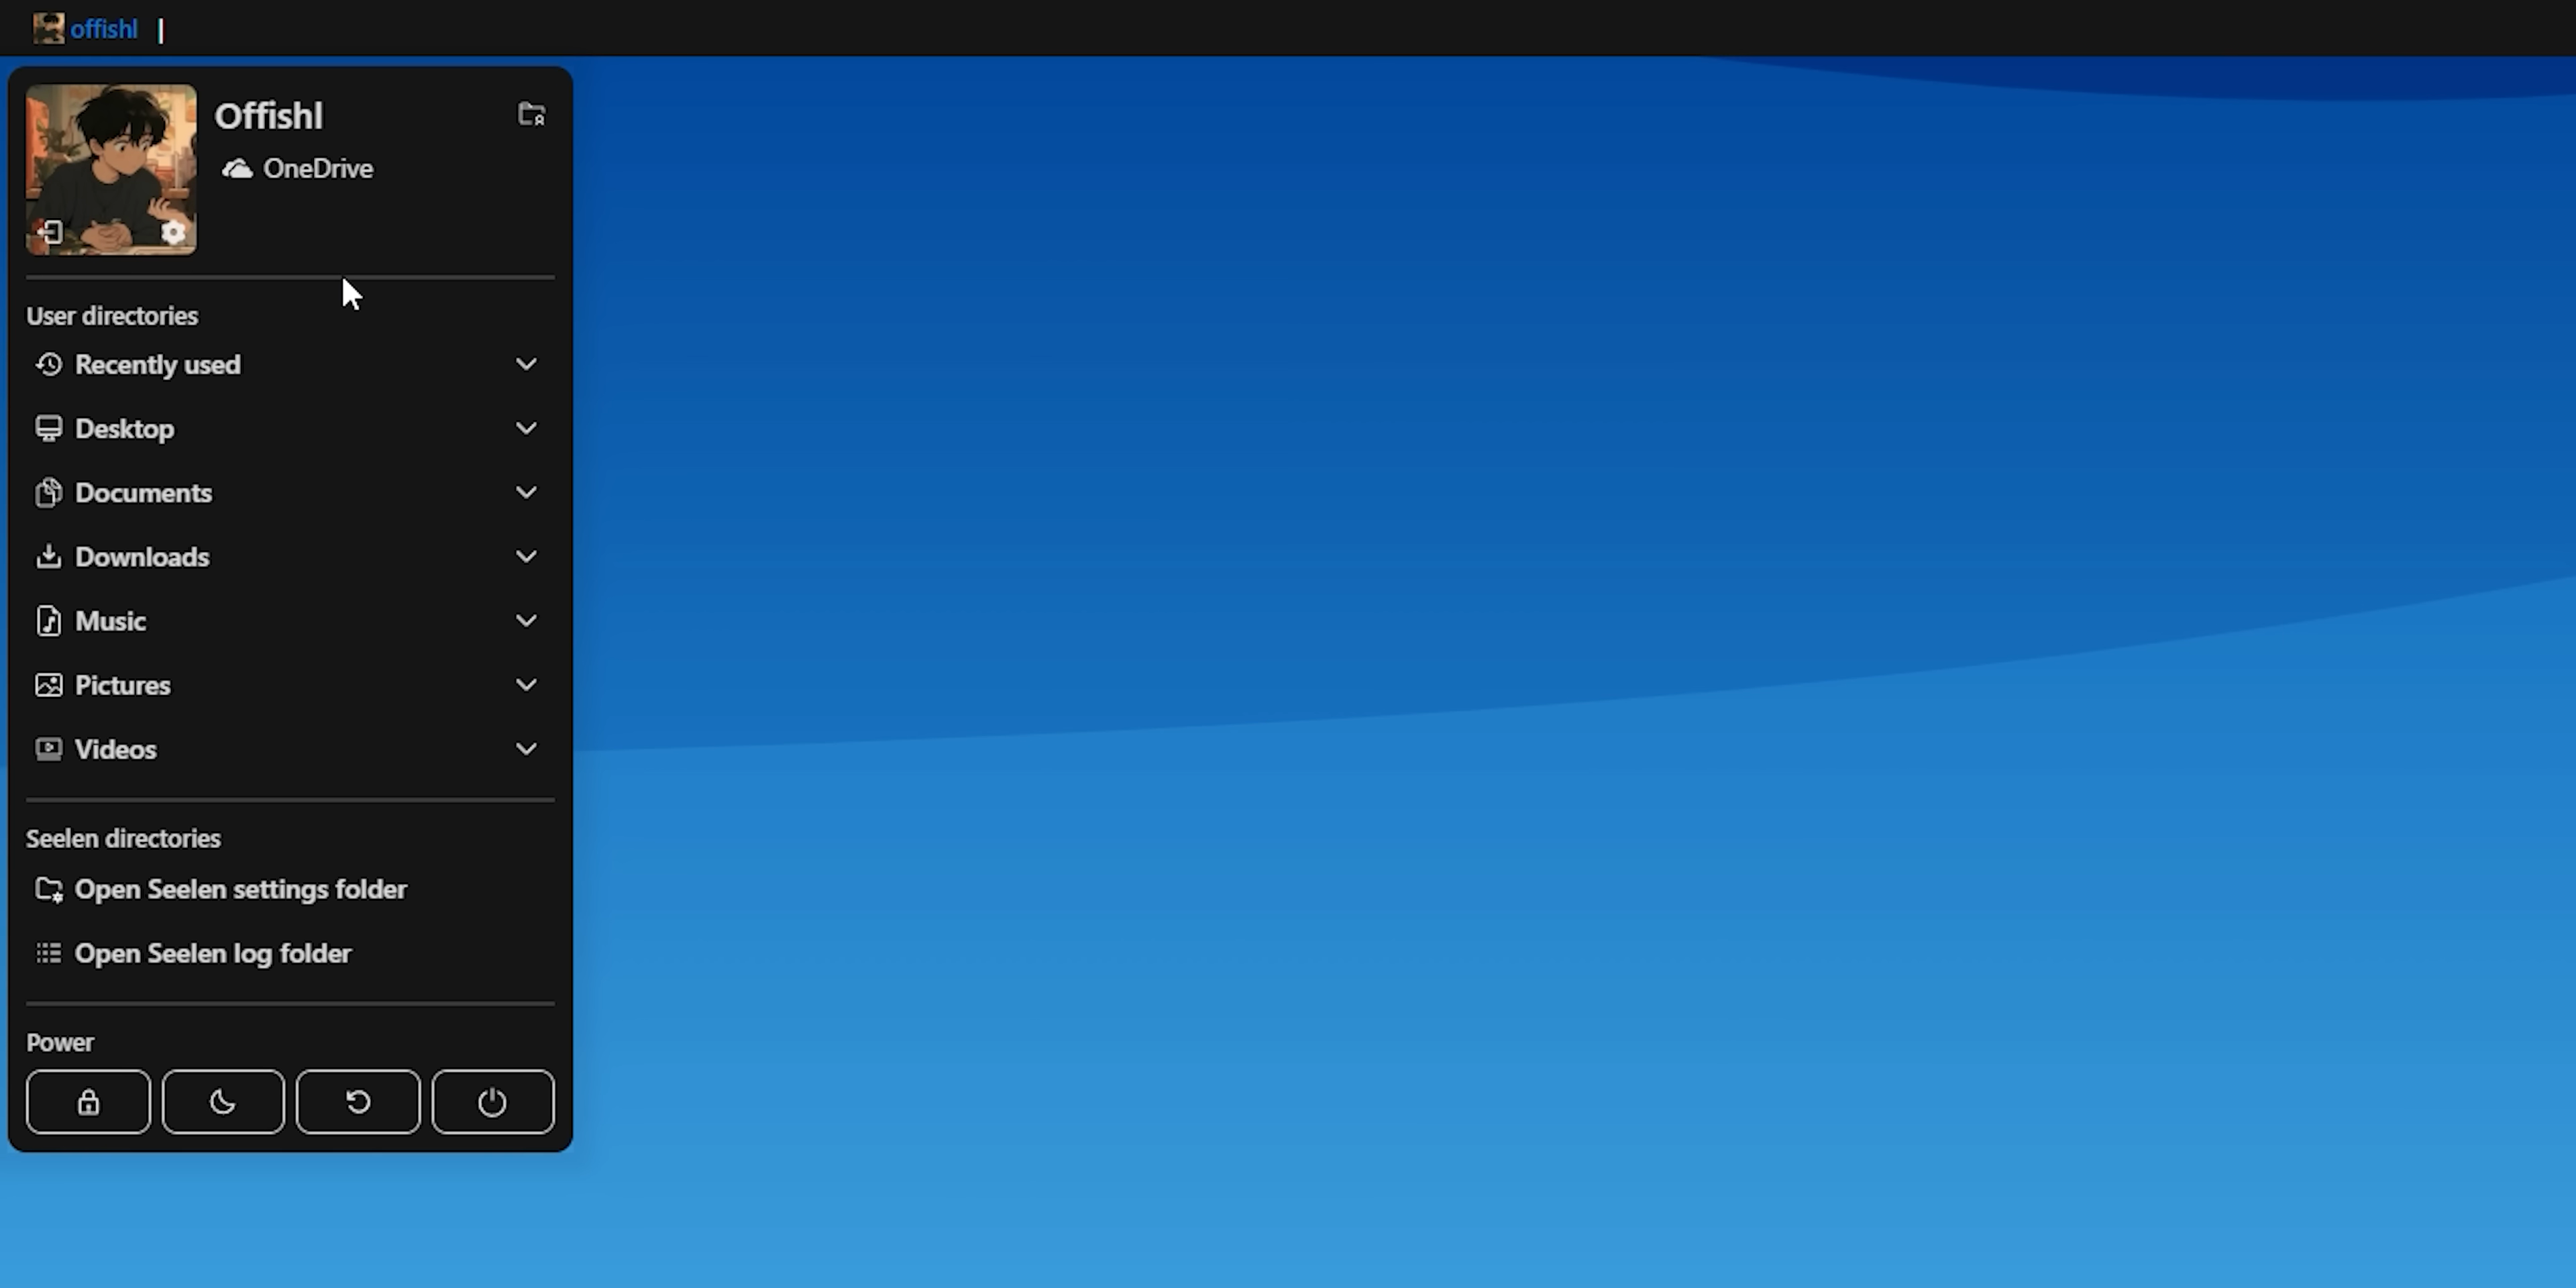 offishl
Offishl
OneDrive
User directories
Recently used
Desktop
Documents
Downloads
Music
Pictures
Videos
Seelen directories
Open Seelen settings folder
Open Seelen log folder
Power